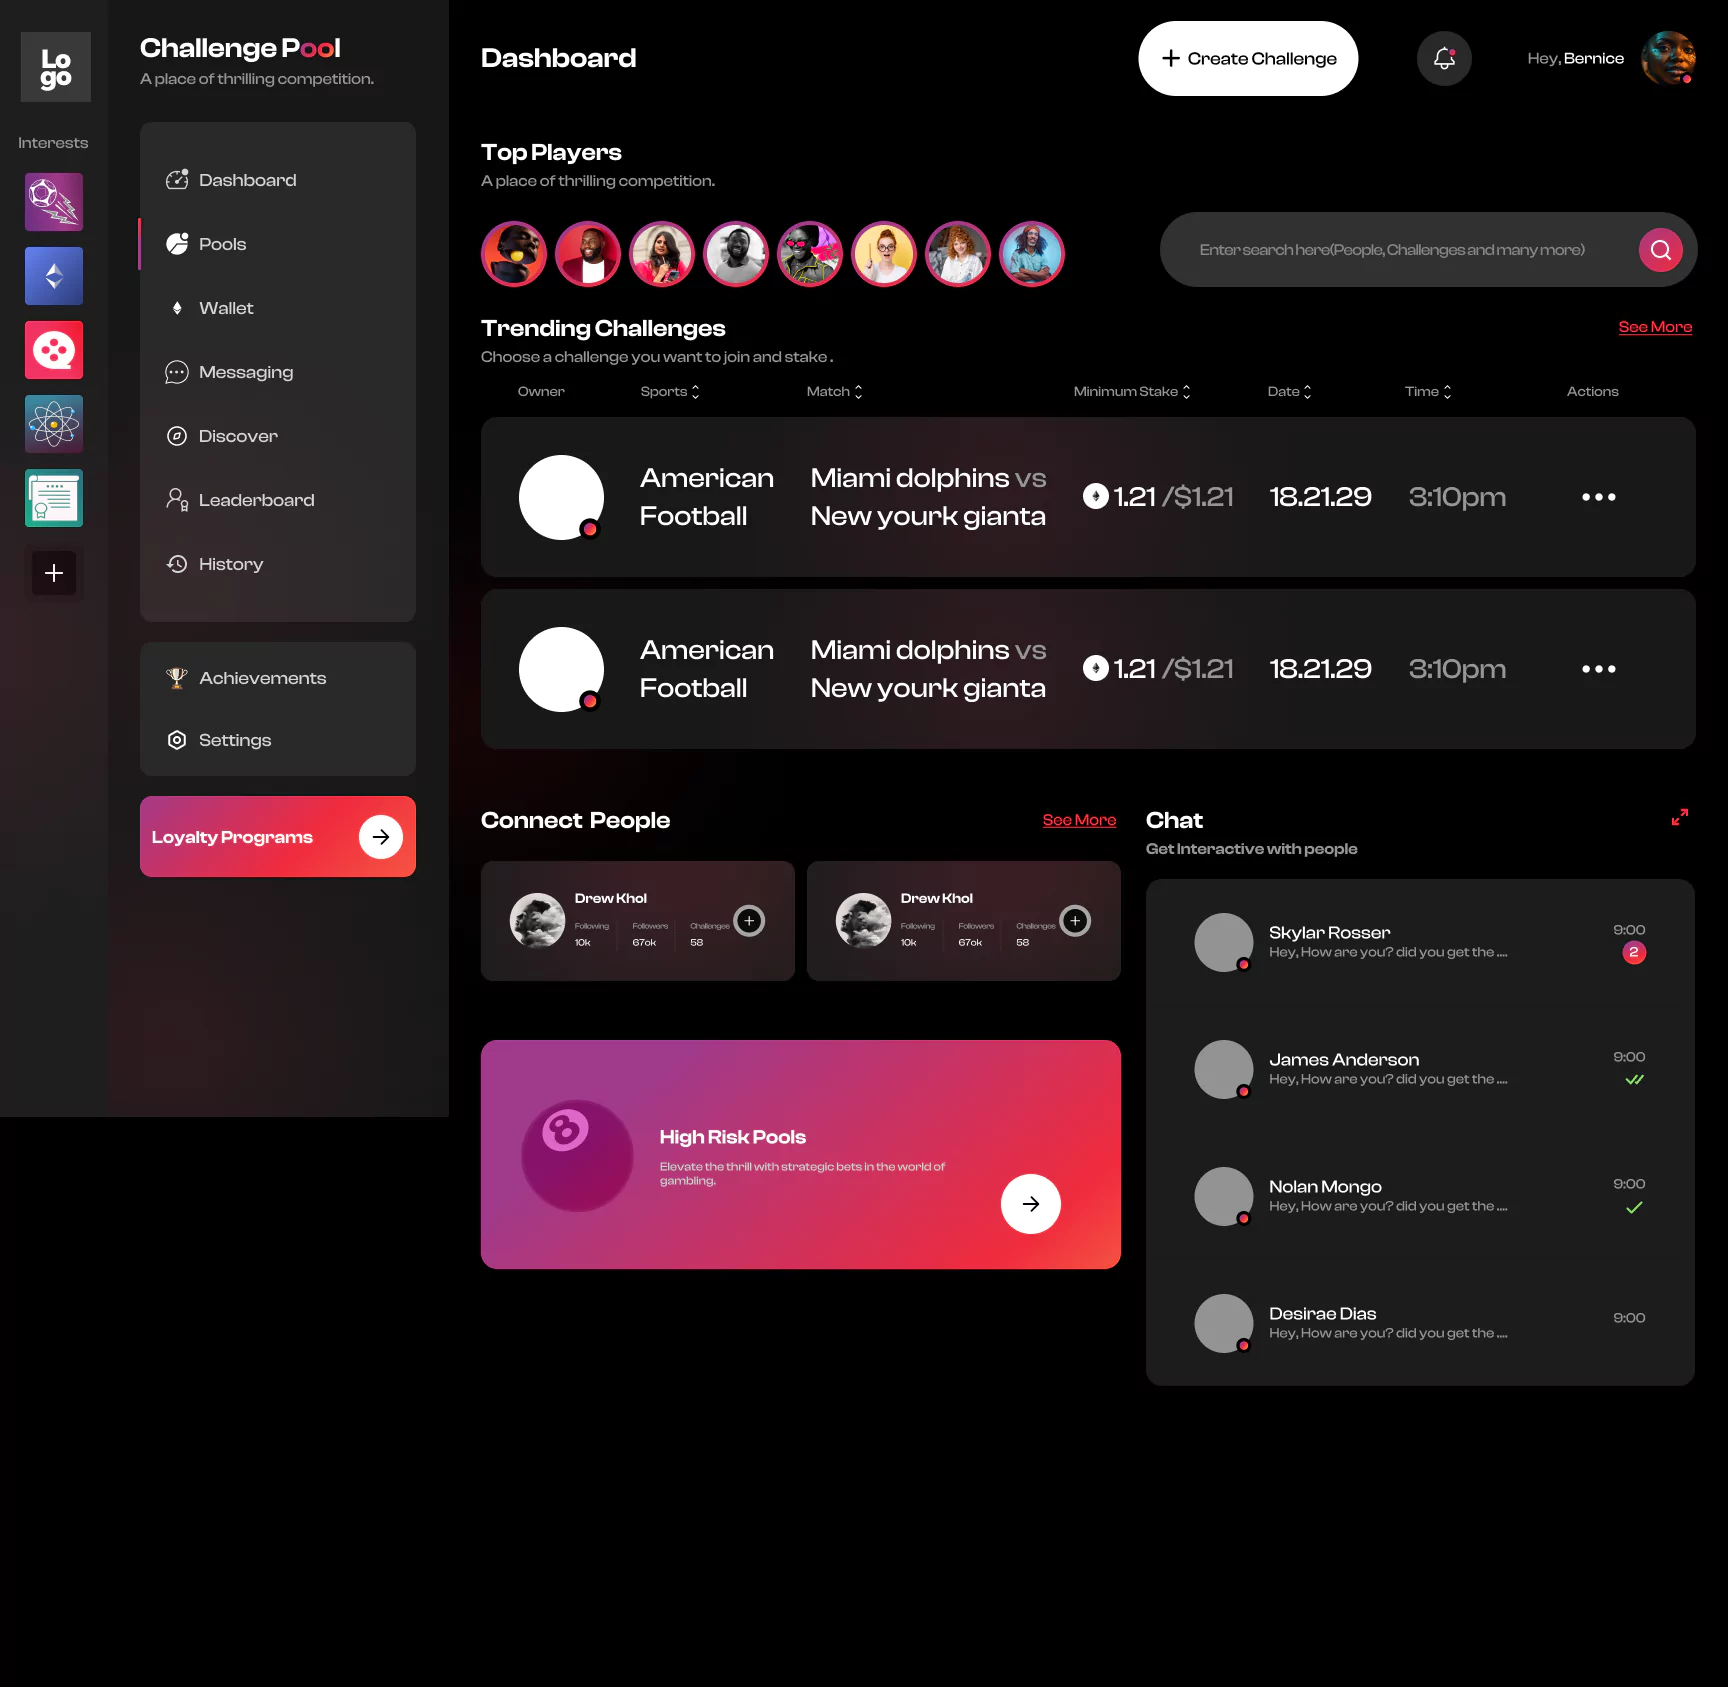 Lo
go
Interests
Challenge Pool
A place of thrilling competition.
Dashboard
Pools
Wallet
Messaging
Discover
Leaderboard
History
Achievements
Settings
Loyalty Programs
Dashboard
Create Challenge
Hey, Bernice
Top Players
A place of thrilling competition.
Enter search here(People, Challenges and many more)
Trending Challenges
See More
Choose a challenge you want to join and stake .
Owner Sports Match Minimum Stake Date Time Actions
American
Football
Miami dolphins vs
New yourk gianta
1.21 /$1.21
18.21.29
3:10pm
American
Football
Miami dolphins vs
New yourk gianta
1.21 /$1.21
18.21.29
3:10pm
Connect People
See More
Drew Khol
Following Followers Challenges
10k 67ok 58
Drew Khol
Following Followers Challenges
10k 67ok 58
8
High Risk Pools
Elevate the thrill with strategic bets in the world of
gambling.
Chat
Get Interactive with people
Skylar Rosser
Hey, How are you? did you get the ....
9:00
2
James Anderson
Hey, How are you? did you get the ....
9:00
Nolan Mongo
Hey, How are you? did you get the ....
9:00
Desirae Dias
Hey, How are you? did you get the ....
9:00